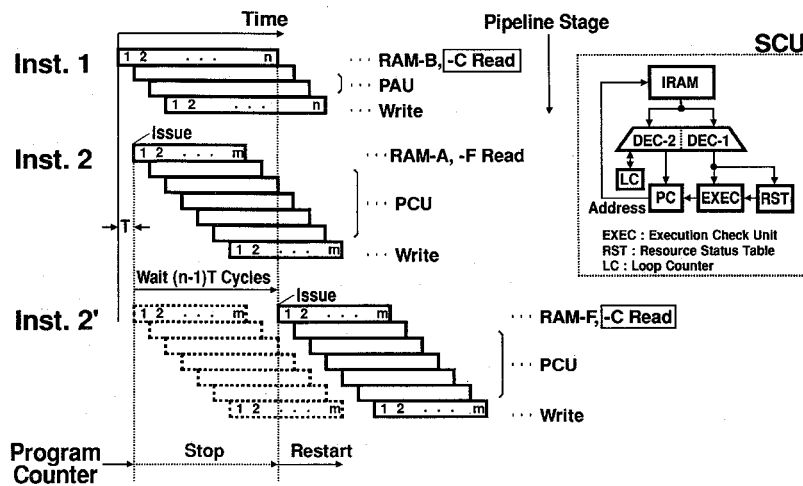 Time
Pipeline Stage
SCU
Inst. 1
1 2 . . . n
RAM-B, -C Read
PAU
1 2 . . . n
Write
IRAM
DEC-2 DEC-1
LC
PC
EXEC
RST
Address
EXEC : Execution Check Unit
RST : Resource Status Table
LC : Loop Counter
Issue
Inst. 2
1 2 . . . m
RAM-A, -F Read
PCU
T
1 2 . . . m
Write
Wait (n-1)T Cycles
Issue
Inst. 2'
1 2 . . . m
1 2 . . . m
RAM-F, -C Read
PCU
1 2 . . . m
1 2 . . . m
Write
Program
Counter
Stop
Restart